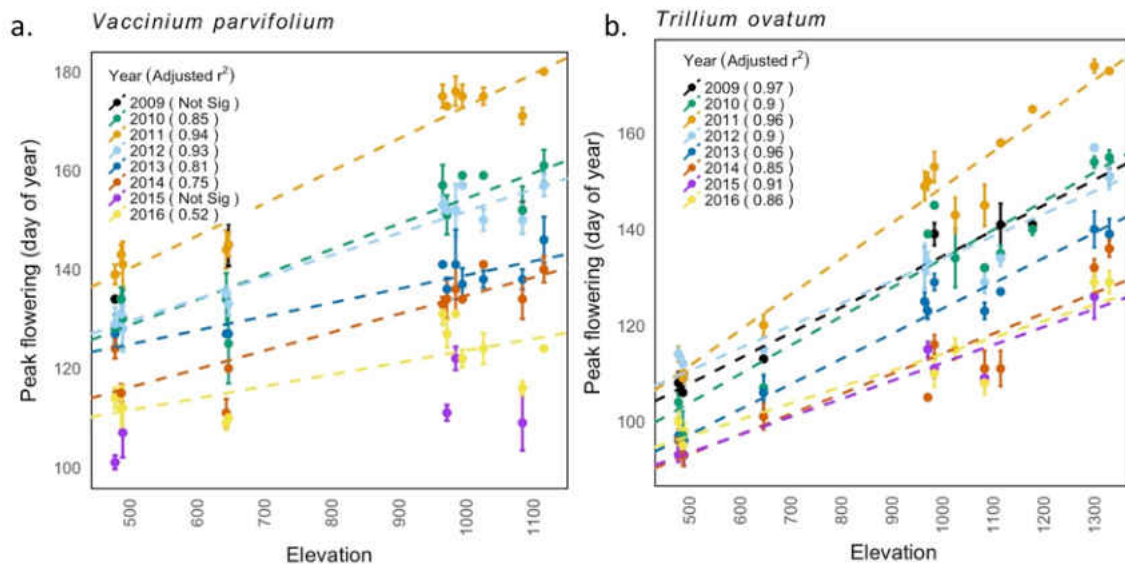 a.
Vaccinium parvifolium
Year (Adjusted r²)
2009 ( Not Sig )
2010 ( 0.85 )
2011 ( 0.94 )
2012 ( 0.93 )
2013 ( 0.81 )
2014 ( 0.75 )
2015 ( Not Sig )
2016 ( 0.52 )
Peak flowering (day of year)
180
160
140
120
100
500
600
700
800
900
1000
1100
Elevation
b.
Trillium ovatum
Year (Adjusted r²)
2009 ( 0.97 )
2010 ( 0.9 )
2011 ( 0.96 )
2012 ( 0.9 )
2013 ( 0.96 )
2014 ( 0.85 )
2015 ( 0.91 )
2016 ( 0.86 )
Peak flowering (day of year)
160
140
120
100
500
600
700
800
900
1000
1100
1200
1300
Elevation